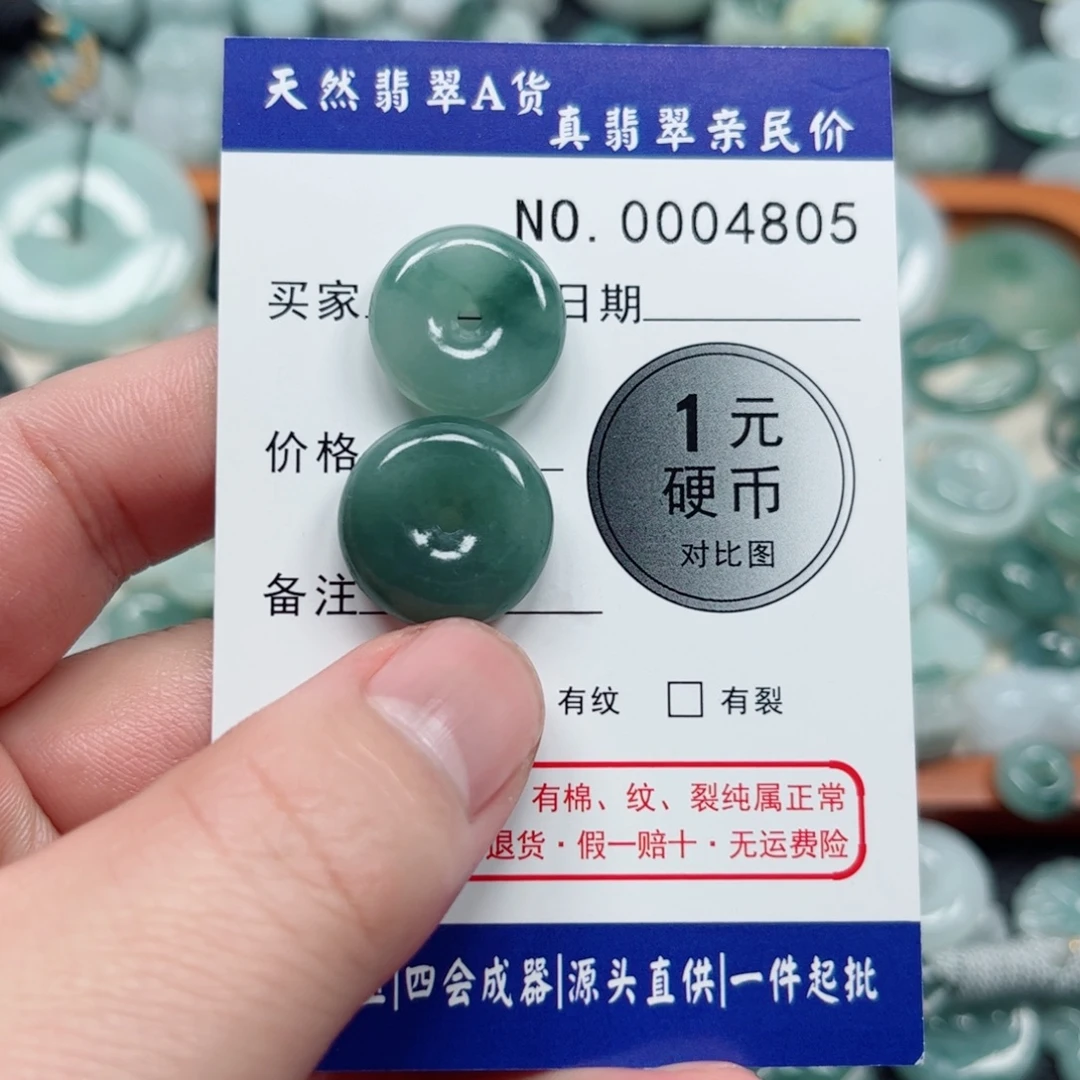 天然翡翠A货
真翡翠亲民价
NO. 0004805
买家
日期
1元
硬币
对比图
价格
备注
有纹 有裂
有棉、纹、裂纯属正常
退货·假一赔十·无运费险
|四会成器|源头直供|一件起批